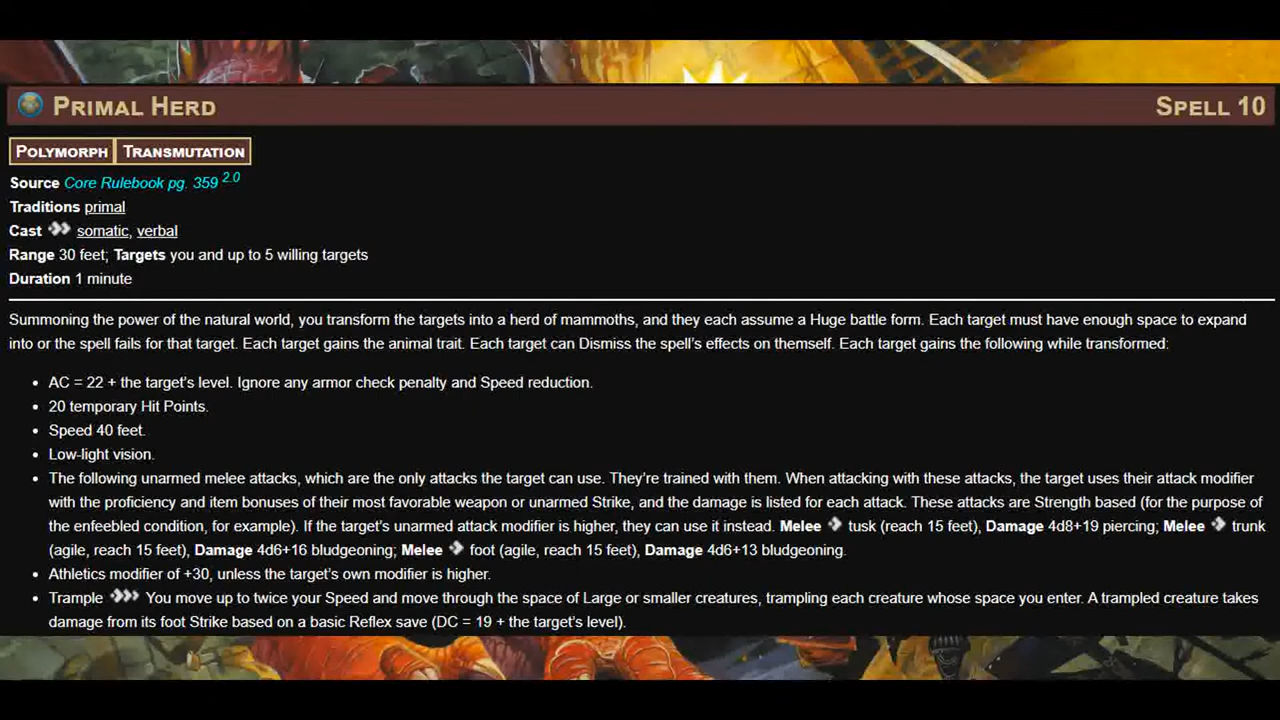 Primal Herd Spell 10
Polymorph Transmutation
Source Core Rulebook pg. 359 2.0
Traditions primal
Cast somatic, verbal
Range 30 feet; Targets you and up to 5 willing targets
Duration 1 minute
Summoning the power of the natural world, you transform the targets into a herd of mammoths, and they each assume a Huge battle form. Each target must have enough space to expand
into or the spell fails for that target. Each target gains the animal trait. Each target can Dismiss the spell's effects on themself. Each target gains the following while transformed:
• AC = 22 + the target's level. Ignore any armor check penalty and Speed reduction.
• 20 temporary Hit Points.
• Speed 40 feet.
• Low-light vision.
• The following unarmed melee attacks, which are the only attacks the target can use. They're trained with them. When attacking with these attacks, the target uses their attack modifier
with the proficiency and item bonuses of their most favorable weapon or unarmed Strike, and the damage is listed for each attack. These attacks are Strength based (for the purpose of
the enfeebled condition, for example). If the target's unarmed attack modifier is higher, they can use it instead. Melee tusk (reach 15 feet), Damage 4d8+19 piercing; Melee trunk
(agile, reach 15 feet), Damage 4d6+16 bludgeoning; Melee foot (agile, reach 15 feet), Damage 4d6+13 bludgeoning.
• Athletics modifier of +30, unless the target's own modifier is higher.
• Trample You move up to twice your Speed and move through the space of Large or smaller creatures, trampling each creature whose space you enter. A trampled creature takes
damage from its foot Strike based on a basic Reflex save (DC = 19 + the target's level).